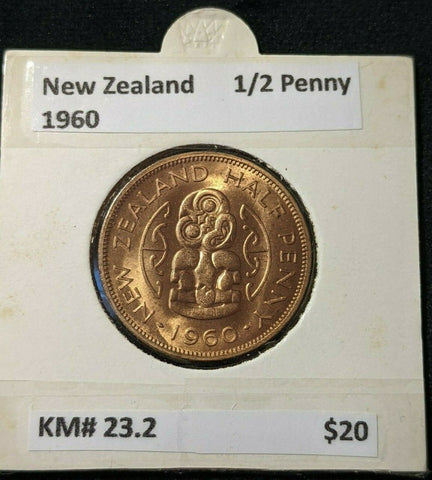 New Zealand 1/2 Penny
1960
NEW ZEALAND HALF PENNY
·1960·
KM# 23.2 $20